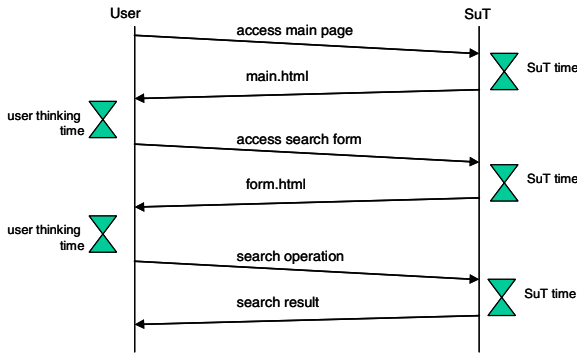 User
SuT
access main page
SuT time
main.html
user thinking
time
access search form
SuT time
form.html
user thinking
time
search operation
SuT time
search result